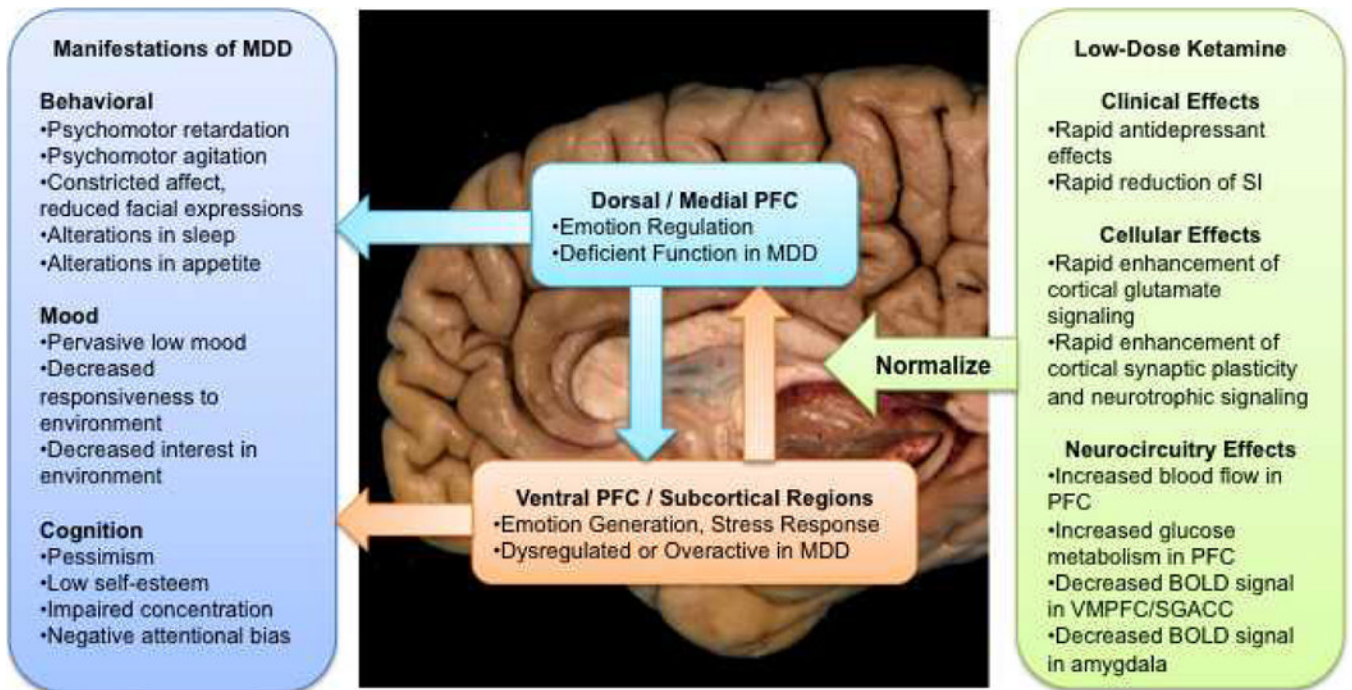 Manifestations of MDD
Behavioral
•Psychomotor retardation
•Psychomotor agitation
•Constricted affect,
reduced facial expressions
•Alterations in sleep
•Alterations in appetite
Mood
•Pervasive low mood
•Decreased
responsiveness to
environment
•Decreased interest in
environment
Cognition
•Pessimism
•Low self-esteem
•Impaired concentration
•Negative attentional bias
Dorsal / Medial PFC
•Emotion Regulation
•Deficient Function in MDD
Ventral PFC / Subcortical Regions
•Emotion Generation, Stress Response
•Dysregulated or Overactive in MDD
Normalize
Low-Dose Ketamine
Clinical Effects
•Rapid antidepressant
effects
•Rapid reduction of SI
Cellular Effects
•Rapid enhancement of
cortical glutamate
signaling
•Rapid enhancement of
cortical synaptic plasticity
and neurotrophic signaling
Neurocircuitry Effects
•Increased blood flow in
PFC
•Increased glucose
metabolism in PFC
•Decreased BOLD signal
in VMPFC/SGACC
•Decreased BOLD signal
in amygdala